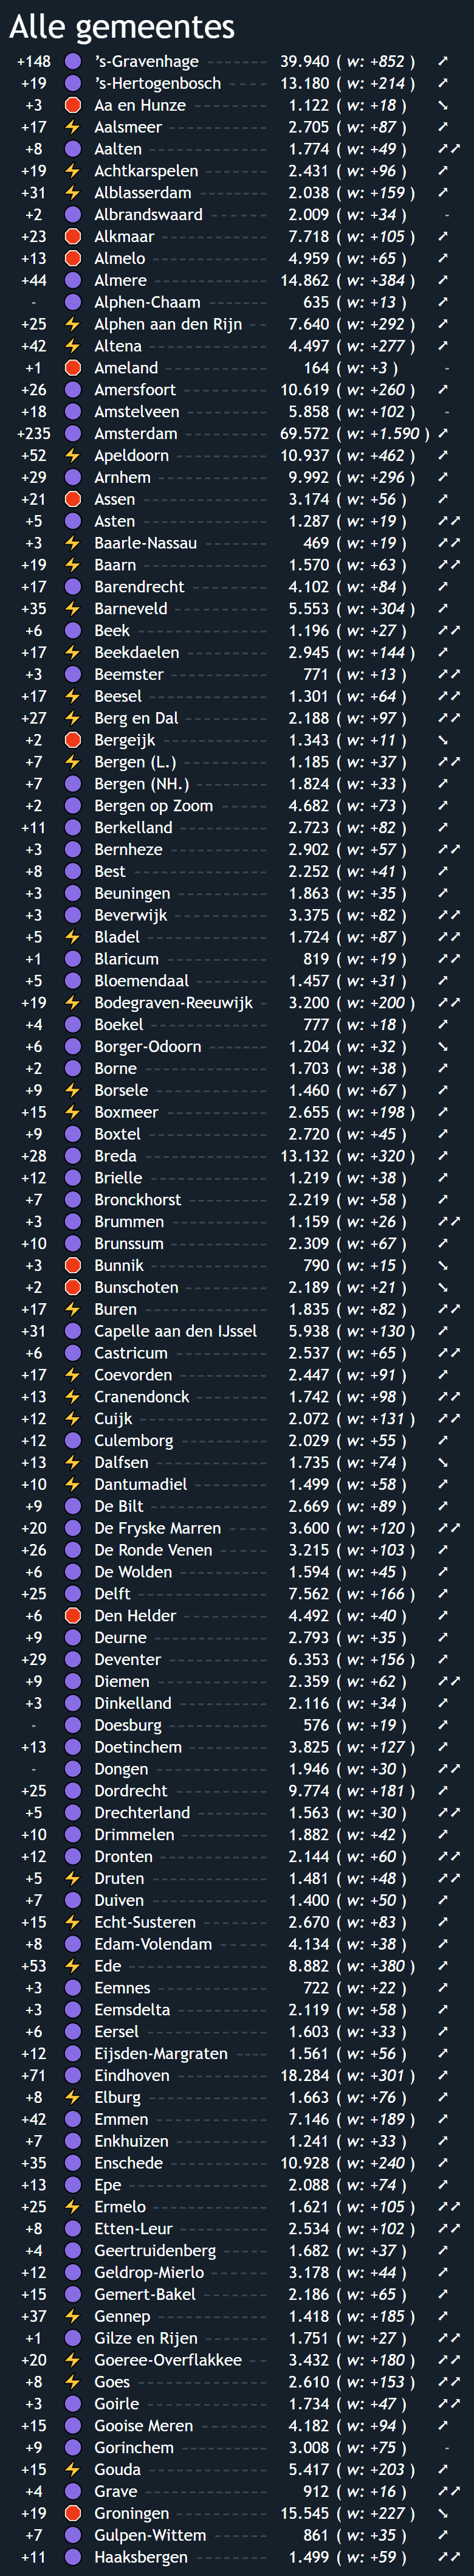 Alle gemeentes
+148 ’s-Gravenhage 39.940 ( w: +852 )
+19 ’s-Hertogenbosch 13.180 ( w: +214 )
+3 Aa en Hunze 1.122 ( w: +18 )
+17 Aalsmeer 2.705 ( w: +87 )
+8 Aalten 1.774 ( w: +49 )
+19 Achtkarspelen 2.431 ( w: +96 )
+31 Alblasserdam 2.038 ( w: +159 )
+2 Albrandswaard 2.009 ( w: +34 ) -
+23 Alkmaar 7.718 ( w: +105 )
+13 Almelo 4.959 ( w: +65 )
+44 Almere 14.862 ( w: +384 )
- Alphen-Chaam 635 ( w: +13 )
+25 Alphen aan den Rijn 7.640 ( w: +292 )
+42 Altena 4.497 ( w: +277 )
+1 Ameland 164 ( w: +3 ) -
+26 Amersfoort 10.619 ( w: +260 )
+18 Amstelveen 5.858 ( w: +102 ) -
+235 Amsterdam 69.572 ( w: +1.590 )
+52 Apeldoorn 10.937 ( w: +462 )
+29 Arnhem 9.992 ( w: +296 )
+21 Assen 3.174 ( w: +56 )
+5 Asten 1.287 ( w: +19 )
+3 Baarle-Nassau 469 ( w: +19 )
+19 Baarn 1.570 ( w: +63 )
+17 Barendrecht 4.102 ( w: +84 )
+35 Barneveld 5.553 ( w: +304 )
+6 Beek 1.196 ( w: +27 )
+17 Beekdaelen 2.945 ( w: +144 )
+3 Beemster 771 ( w: +13 )
+17 Beesel 1.301 ( w: +64 )
+27 Berg en Dal 2.188 ( w: +97 )
+2 Bergeijk 1.343 ( w: +11 )
+7 Bergen (L.) 1.185 ( w: +37 )
+7 Bergen (NH.) 1.824 ( w: +33 )
+2 Bergen op Zoom 4.682 ( w: +73 )
+11 Berkelland 2.723 ( w: +82 )
+3 Bernheze 2.902 ( w: +57 )
+8 Best 2.252 ( w: +41 )
+3 Beuningen 1.863 ( w: +35 )
+3 Beverwijk 3.375 ( w: +82 )
+5 Bladel 1.724 ( w: +87 )
+1 Blaricum 819 ( w: +19 )
+5 Bloemendaal 1.457 ( w: +31 )
+19 Bodegraven-Reeuwijk 3.200 ( w: +200 )
+4 Boekel 777 ( w: +18 )
+6 Borger-Odoorn 1.204 ( w: +32 )
+2 Borne 1.703 ( w: +38 )
+9 Borsele 1.460 ( w: +67 )
+15 Boxmeer 2.655 ( w: +198 )
+9 Boxtel 2.720 ( w: +45 )
+28 Breda 13.132 ( w: +320 )
+12 Brielle 1.219 ( w: +38 )
+7 Bronckhorst 2.219 ( w: +58 )
+3 Brummen 1.159 ( w: +26 )
+10 Brunssum 2.309 ( w: +67 )
+3 Bunnik 790 ( w: +15 )
+2 Bunschoten 2.189 ( w: +21 )
+17 Buren 1.835 ( w: +82 )
+31 Capelle aan den IJssel 5.938 ( w: +130 )
+6 Castricum 2.537 ( w: +65 )
+17 Coevorden 2.447 ( w: +91 )
+13 Cranendonck 1.742 ( w: +98 )
+12 Cuijk 2.072 ( w: +131 )
+12 Culemborg 2.029 ( w: +55 )
+13 Dalfsen 1.735 ( w: +74 )
+10 Dantumadiel 1.499 ( w: +58 )
+9 De Bilt 2.669 ( w: +89 )
+20 De Fryske Marren 3.600 ( w: +120 )
+26 De Ronde Venen 3.215 ( w: +103 )
+6 De Wolden 1.594 ( w: +45 )
+25 Delft 7.562 ( w: +166 )
+6 Den Helder 4.492 ( w: +40 )
+9 Deurne 2.793 ( w: +35 )
+29 Deventer 6.353 ( w: +156 )
+9 Diemen 2.359 ( w: +62 )
+3 Dinkelland 2.116 ( w: +34 )
- Doesburg 576 ( w: +19 )
+13 Doetinchem 3.825 ( w: +127 )
- Dongen 1.946 ( w: +30 )
+25 Dordrecht 9.774 ( w: +181 )
+5 Drechterland 1.563 ( w: +30 )
+10 Drimmelen 1.882 ( w: +42 )
+12 Dronten 2.144 ( w: +60 )
+5 Druten 1.481 ( w: +48 )
+7 Duiven 1.400 ( w: +50 )
+15 Echt-Susteren 2.670 ( w: +83 )
+8 Edam-Volendam 4.134 ( w: +38 )
+53 Ede 8.882 ( w: +380 )
+3 Eemnes 722 ( w: +22 )
+3 Eemsdelta 2.119 ( w: +58 )
+6 Eersel 1.603 ( w: +33 )
+12 Eijsden-Margraten 1.561 ( w: +56 )
+71 Eindhoven 18.284 ( w: +301 )
+8 Elburg 1.663 ( w: +76 )
+42 Emmen 7.146 ( w: +189 )
+7 Enkhuizen 1.241 ( w: +33 )
+35 Enschede 10.928 ( w: +240 )
+13 Epe 2.088 ( w: +74 )
+25 Ermelo 1.621 ( w: +105 )
+8 Etten-Leur 2.534 ( w: +102 )
+4 Geertruidenberg 1.682 ( w: +37 )
+12 Geldrop-Mierlo 3.178 ( w: +44 )
+15 Gemert-Bakel 2.186 ( w: +65 )
+37 Gennep 1.418 ( w: +185 )
+1 Gilze en Rijen 1.751 ( w: +27 )
+20 Goeree-Overflakkee 3.432 ( w: +180 )
+8 Goes 2.610 ( w: +153 )
+3 Goirle 1.734 ( w: +47 )
+15 Gooise Meren 4.182 ( w: +94 )
+9 Gorinchem 3.008 ( w: +75 ) -
+15 Gouda 5.417 ( w: +203 )
+4 Grave 912 ( w: +16 )
+19 Groningen 15.545 ( w: +227 )
+7 Gulpen-Wittem 861 ( w: +35 )
+11 Haaksbergen 1.499 ( w: +59 )